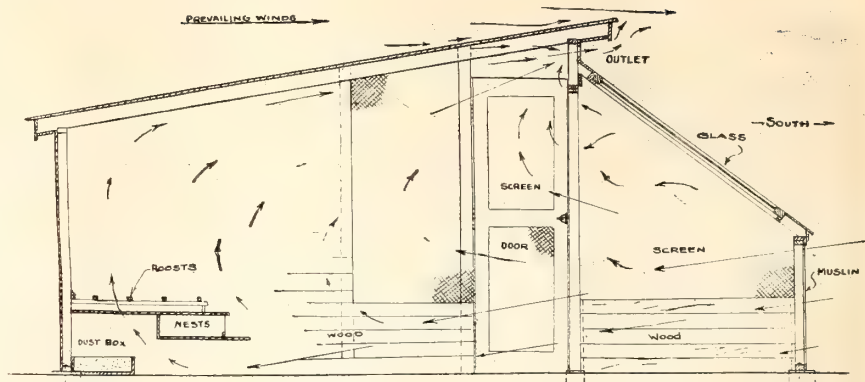 PREVAILING WINDS
OUTLET
SOUTH
GLASS
SCREEN
DOOR
SCREEN
MUSLIN
ROOSTS
NESTS
DUST BOX
WOOD
WOOD